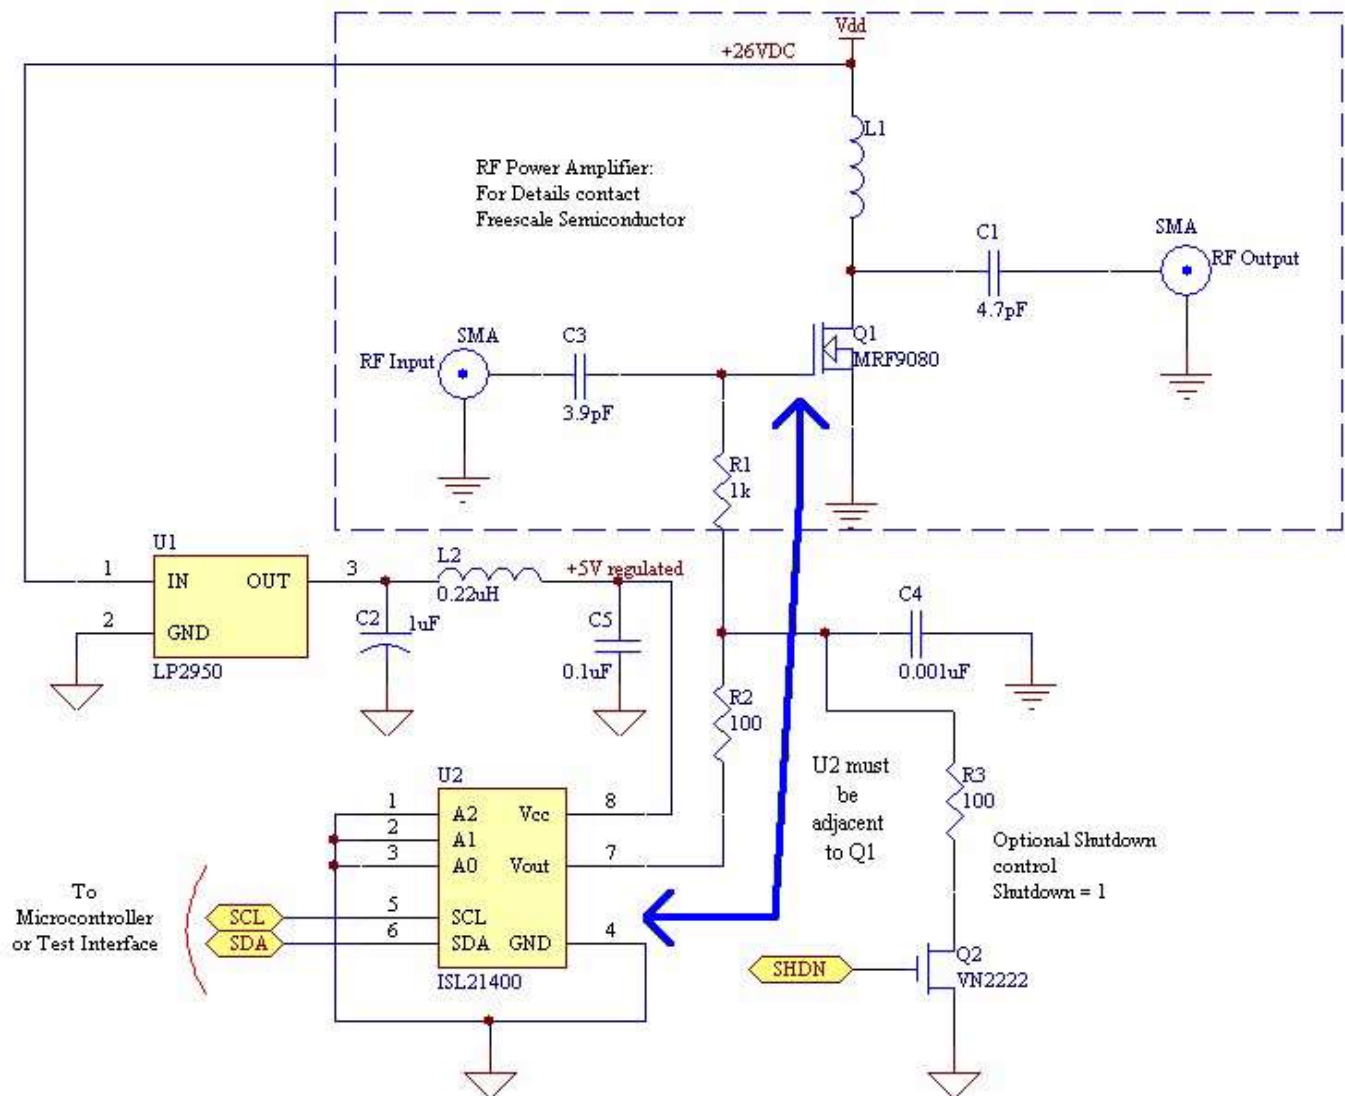 Vdd
+26VDC
L1
RF Power Amplifier:
For Details contact
Freescale Semiconductor
C1
4.7pF
SMA
RF Output
SMA
RF Input
C3
3.9pF
Q1
MRF9080
R1
1k
U1
1
IN
OUT
3
2
GND
LP2950
L2
0.22uH
+5V regulated
C2
1uF
C5
0.1uF
C4
0.001uF
R2
100
U2 must
be
adjacent
to Q1
R3
100
Optional Shutdown
control
Shutdown = 1
U2
1
A2
Vcc
8
2
A1
3
A0
Vout
7
5
SCL
6
SDA
GND
4
ISL21400
To
Microcontroller
or Test Interface
SCL
SDA
SHDN
Q2
VN2222